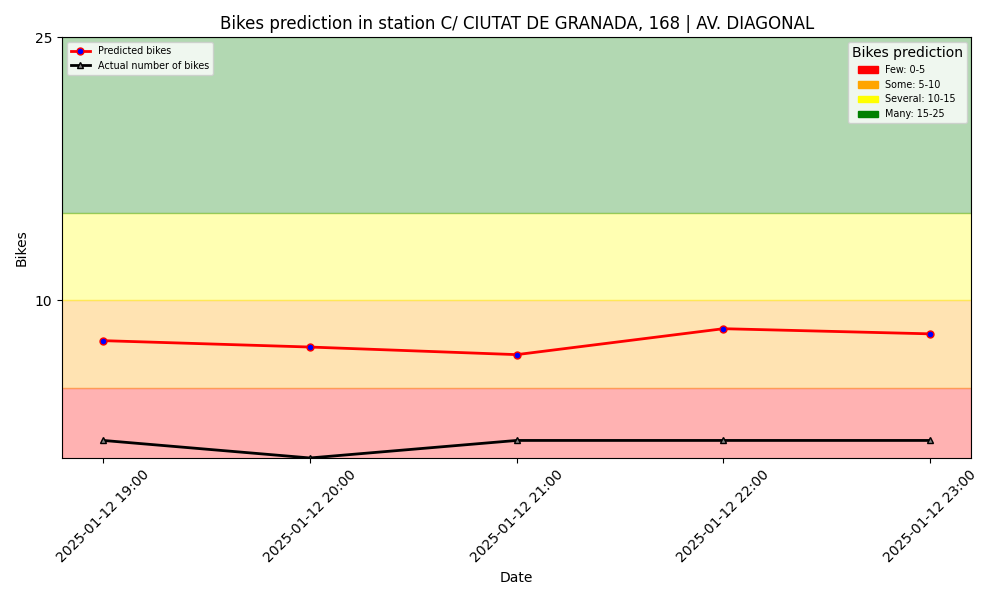 Bikes prediction in station C/ CIUTAT DE GRANADA, 168 | AV. DIAGONAL
25
Predicted bikes
Actual number of bikes
Bikes prediction
Few: 0-5
Some: 5-10
Several: 10-15
Many: 15-25
Bikes
10
2025-01-12 19:00
2025-01-12 20:00
2025-01-12 21:00
2025-01-12 22:00
2025-01-12 23:00
Date